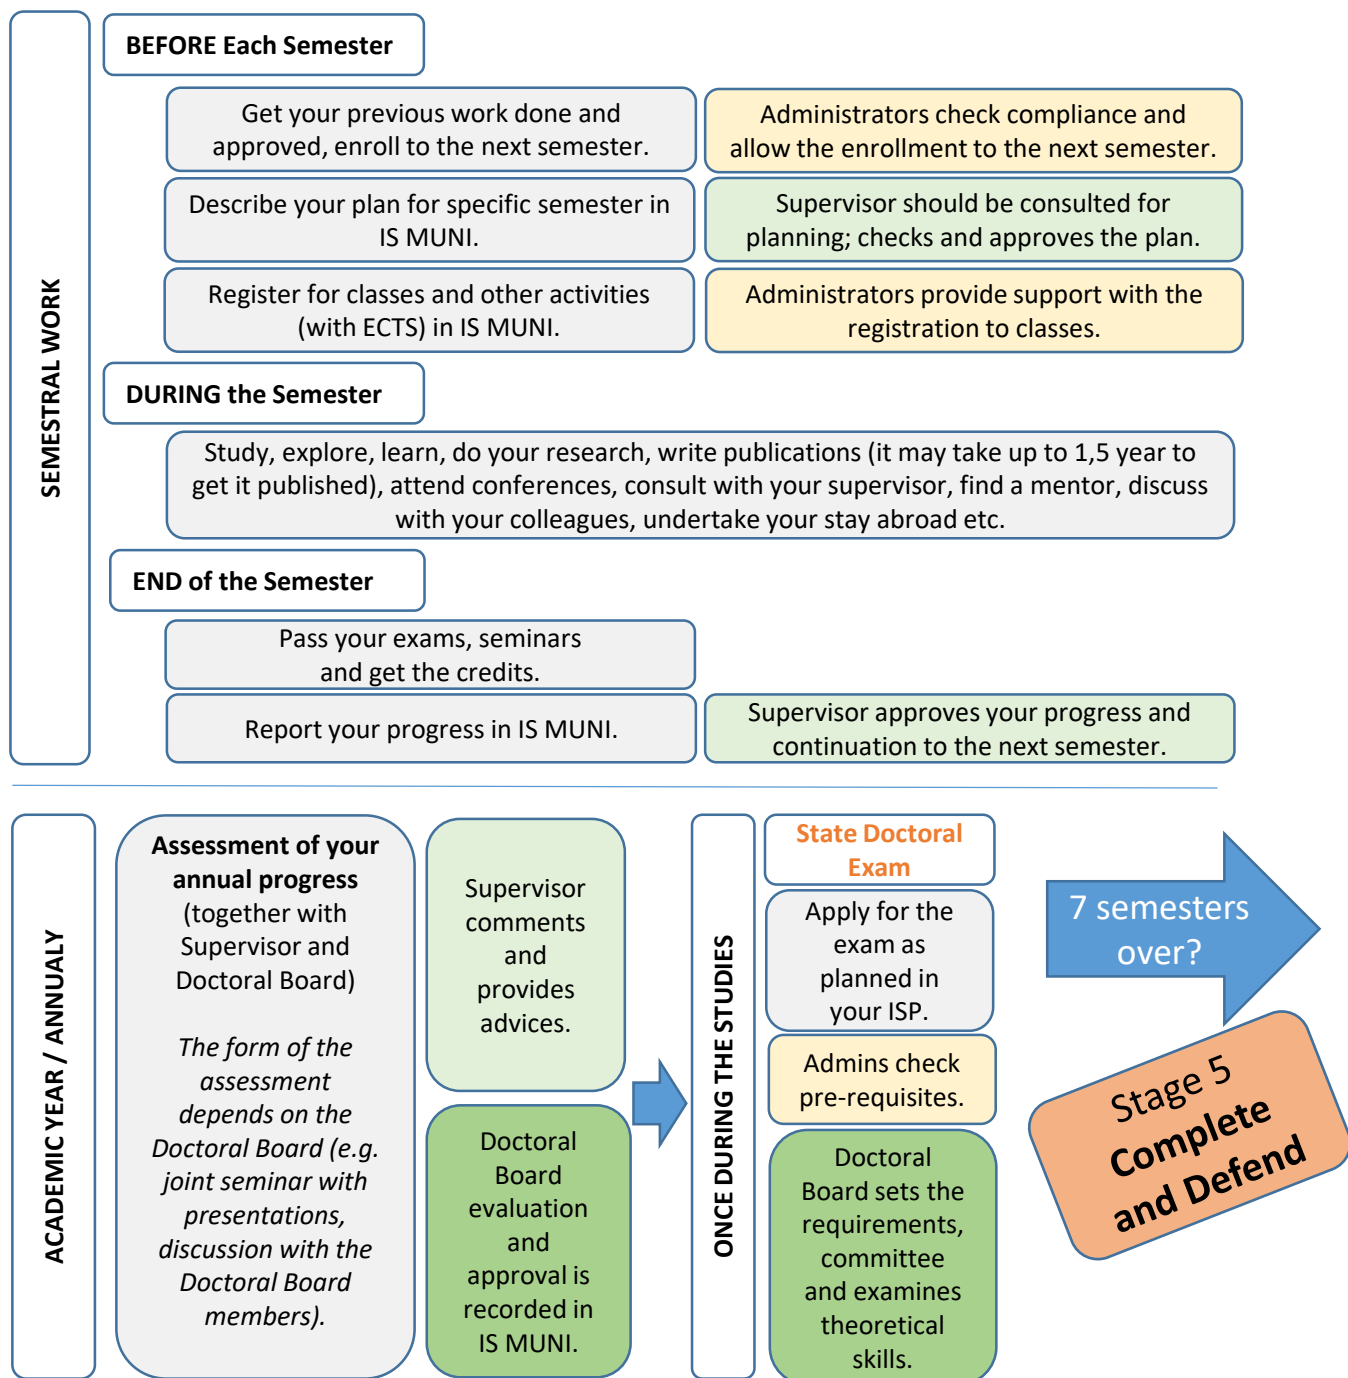 SEMESTRAL WORK
BEFORE Each Semester
Get your previous work done and
approved, enroll to the next semester.
Administrators check compliance and
allow the enrollment to the next semester.
Describe your plan for specific semester in
IS MUNI.
Supervisor should be consulted for
planning; checks and approves the plan.
Register for classes and other activities
(with ECTS) in IS MUNI.
Administrators provide support with the
registration to classes.
DURING the Semester
Study, explore, learn, do your research, write publications (it may take up to 1,5 year to
get it published), attend conferences, consult with your supervisor, find a mentor, discuss
with your colleagues, undertake your stay abroad etc.
END of the Semester
Pass your exams, seminars
and get the credits.
Report your progress in IS MUNI.
Supervisor approves your progress and
continuation to the next semester.
ACADEMIC YEAR / ANNUALY
Assessment of your
annual progress
(together with
Supervisor and
Doctoral Board)
The form of the
assessment
depends on the
Doctoral Board (e.g.
joint seminar with
presentations,
discussion with the
Doctoral Board
members).
Supervisor
comments
and
provides
advices.
Doctoral
Board
evaluation
and
approval is
recorded in
IS MUNI.
ONCE DURING THE STUDIES
State Doctoral
Exam
Apply for the
exam as
planned in
your ISP.
Admins check
pre-requisites.
Doctoral
Board sets the
requirements,
committee
and examines
theoretical
skills.
7 semesters
over?
Stage 5
Complete
and Defend